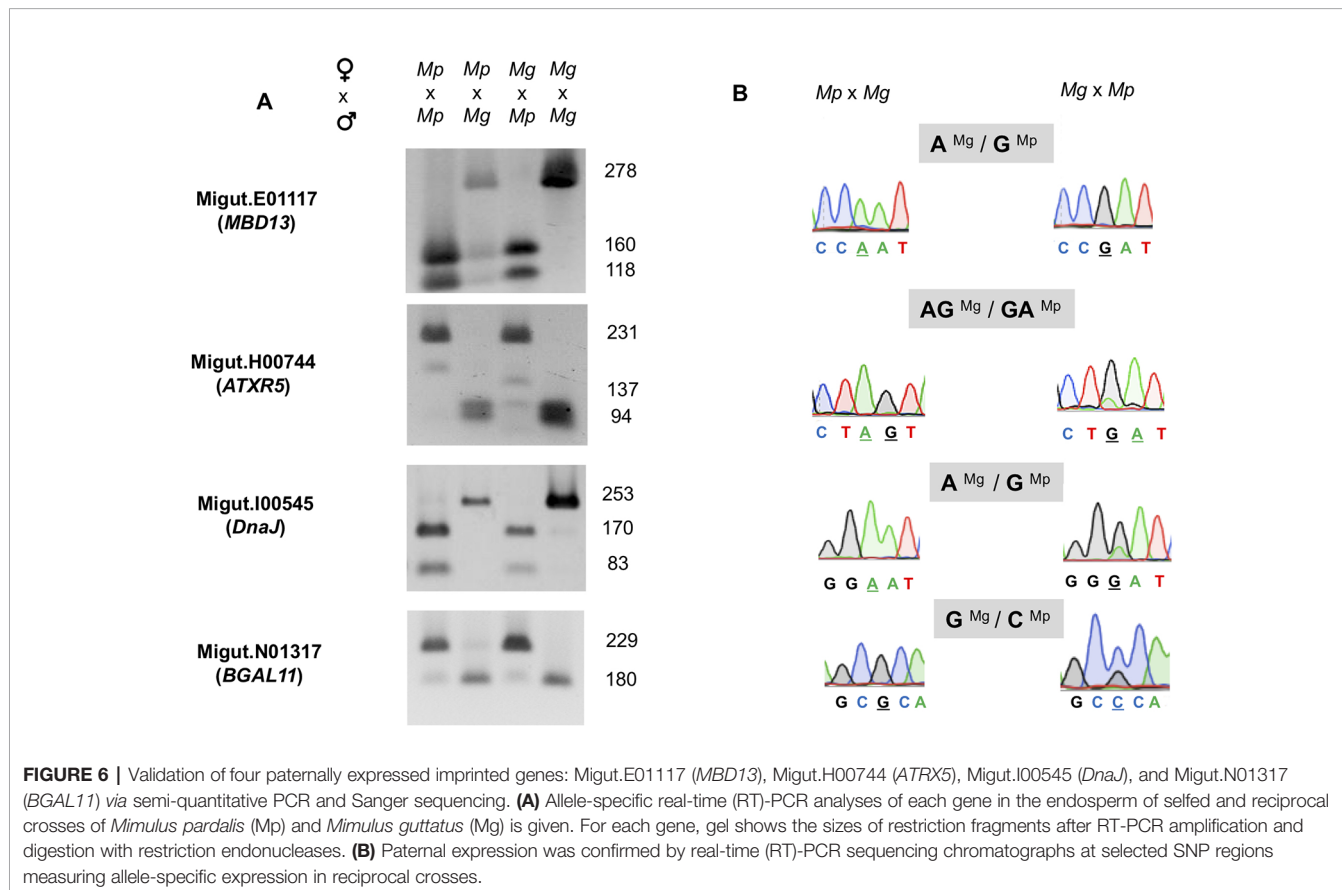 A
♀ Mp Mp Mg Mg
x x x x x
♂ Mp Mg Mp Mg
Migut.E01117
(MBD13)
278
160
118
Migut.H00744
(ATXR5)
231
137
94
Migut.I00545
(DnaJ)
253
170
83
Migut.N01317
(BGAL11)
229
180
B
Mp x Mg Mg x Mp
A Mg / G Mp
C C A A T C C G A T
AG Mg / GA Mp
C T A G T C T G A T
A Mg / G Mp
G G A A T G G G A T
G Mg / C Mp
G C G C A G C C C A
FIGURE 6 | Validation of four paternally expressed imprinted genes: Migut.E01117 (MBD13), Migut.H00744 (ATRX5), Migut.I00545 (DnaJ), and Migut.N01317
(BGAL11) via semi-quantitative PCR and Sanger sequencing. (A) Allele-specific real-time (RT)-PCR analyses of each gene in the endosperm of selfed and reciprocal
crosses of Mimulus pardalis (Mp) and Mimulus guttatus (Mg) is given. For each gene, gel shows the sizes of restriction fragments after RT-PCR amplification and
digestion with restriction endonucleases. (B) Paternal expression was confirmed by real-time (RT)-PCR sequencing chromatographs at selected SNP regions
measuring allele-specific expression in reciprocal crosses.